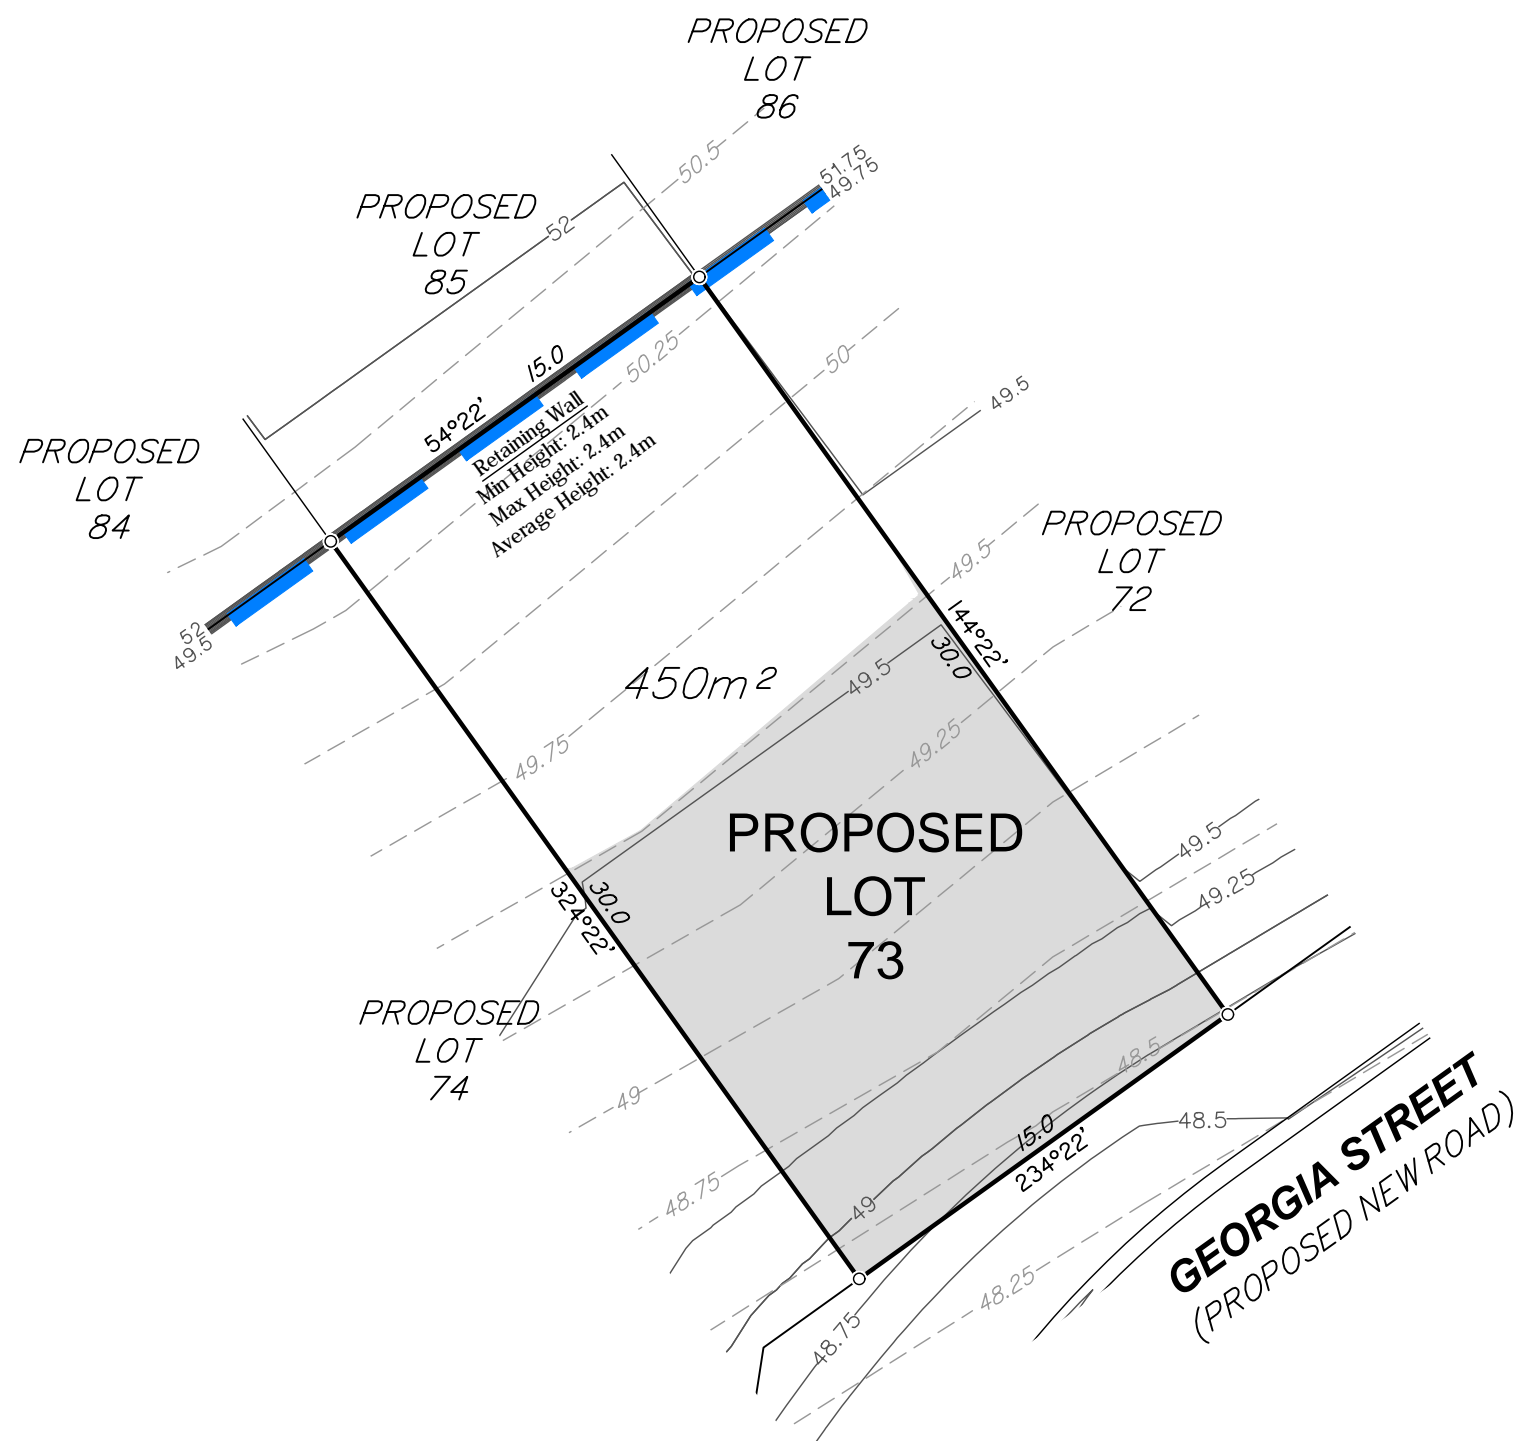 PROPOSED
LOT
86
50.5
51.75
49.75
PROPOSED
LOT
85
52
50.25
50
15.0
54°22'
Retaining Wall
Min Height: 2.4m
Max Height: 2.4m
Average Height: 2.4m
49.5
PROPOSED
LOT
84
52
49.5
PROPOSED
LOT
72
49.5
144°22'
30.0
450m²
49.5
49.75
49.25
PROPOSED
LOT
73
49.5
49.25
30.0
324°22'
PROPOSED
LOT
74
49
48.5
48.5
15.0
234°22'
48.75
49
48.25
48.75
GEORGIA STREET
(PROPOSED NEW ROAD)